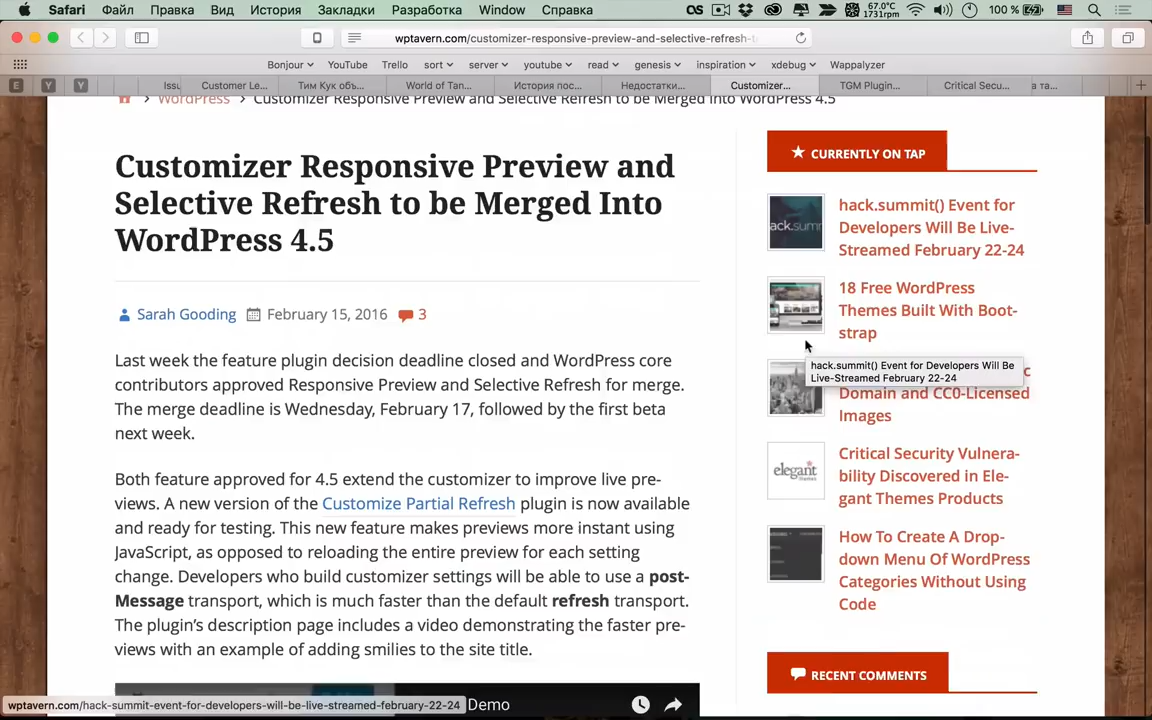 Safari Файл Правка Вид История Закладки Разработка Window Справка
67.0°C
1731rpm
100 %
wptavern.com/customizer-responsive-preview-and-selective-refresh-t
Bonjour YouTube Trello sort server youtube read genesis inspiration xdebug Wappalyzer
E Y Y Issu Customer Le... Тим Кук объ... World of Tan... История пос... Недостатки... Customizer... TGM Plugin... Critical Secu... а та...
WordPress Customizer Responsive Preview and Selective Refresh to be Merged Into WordPress 4.5
Customizer Responsive Preview and
Selective Refresh to be Merged Into
WordPress 4.5
Sarah Gooding February 15, 2016 3
Last week the feature plugin decision deadline closed and WordPress core
contributors approved Responsive Preview and Selective Refresh for merge.
The merge deadline is Wednesday, February 17, followed by the first beta
next week.
Both feature approved for 4.5 extend the customizer to improve live pre-
views. A new version of the Customize Partial Refresh plugin is now available
and ready for testing. This new feature makes previews more instant using
JavaScript, as opposed to reloading the entire preview for each setting
change. Developers who build customizer settings will be able to use a post-
Message transport, which is much faster than the default refresh transport.
The plugin's description page includes a video demonstrating the faster pre-
views with an example of adding smilies to the site title.
Demo
CURRENTLY ON TAP
ack.sum
hack.summit() Event for
Developers Will Be Live-
Streamed February 22-24
18 Free WordPress
Themes Built With Boot-
strap
hack.summit() Event for Developers Will Be
Live-Streamed February 22-24
c
Domain and CC0-Licensed
Images
elegant
Critical Security Vulnera-
bility Discovered in Ele-
gant Themes Products
How To Create A Drop-
down Menu Of WordPress
Categories Without Using
Code
RECENT COMMENTS
wptavern.com/hack-summit-event-for-developers-will-be-live-streamed-february-22-24